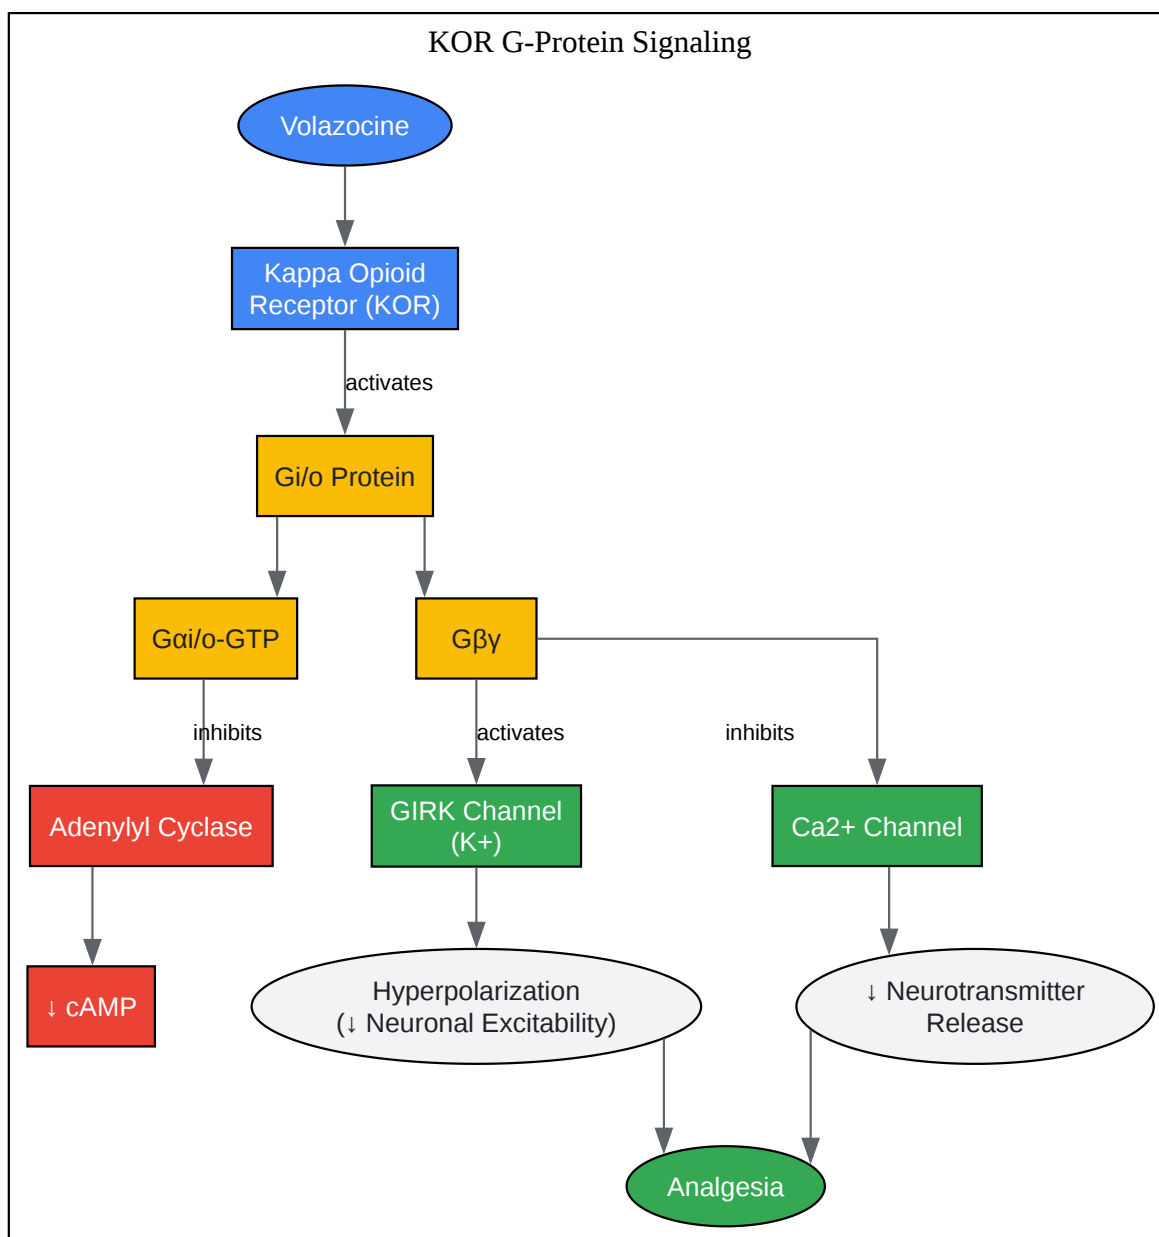 KOR G-Protein Signaling
Volazocine
Kappa Opioid
Receptor (KOR)
activates
Gi/o Protein
Gαi/o-GTP
Gβγ
inhibits
activates
inhibits
Adenylyl Cyclase
GIRK Channel
(K+)
Ca2+ Channel
↓ cAMP
Hyperpolarization
(↓ Neuronal Excitability)
↓ Neurotransmitter
Release
Analgesia